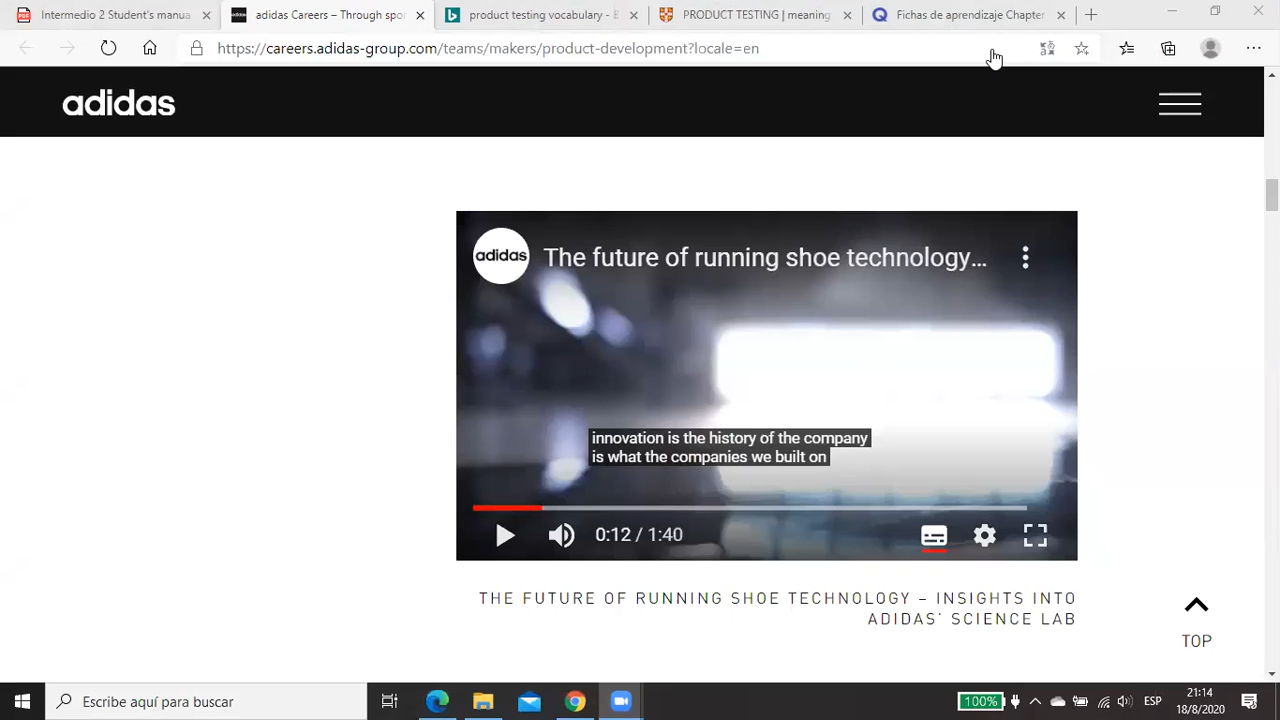 Intermedio 2 Student's manua
adidas Careers – Through spo
product testing vocabulary - B
PRODUCT TESTING | meaning
Fichas de aprendizaje Chapter
https://careers.adidas-group.com/teams/makers/product-development?locale=en
adidas
adidas
The future of running shoe technology...
innovation is the history of the company
is what the companies we built on
0:12 / 1:40
THE FUTURE OF RUNNING SHOE TECHNOLOGY – INSIGHTS INTO
ADIDAS' SCIENCE LAB
TOP
Escribe aquí para buscar
100%
ESP
21:14
18/8/2020